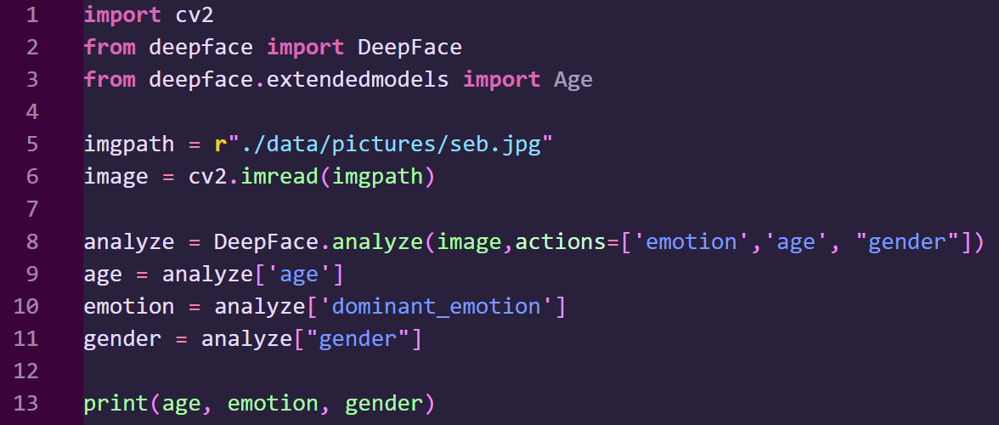 1 import cv2
2 from deepface import DeepFace
3 from deepface.extendedmodels import Age
4
5 imgpath = r"./data/pictures/seb.jpg"
6 image = cv2.imread(imgpath)
7
8 analyze = DeepFace.analyze(image,actions=['emotion','age', "gender"])
9 age = analyze['age']
10 emotion = analyze['dominant_emotion']
11 gender = analyze["gender"]
12
13 print(age, emotion, gender)